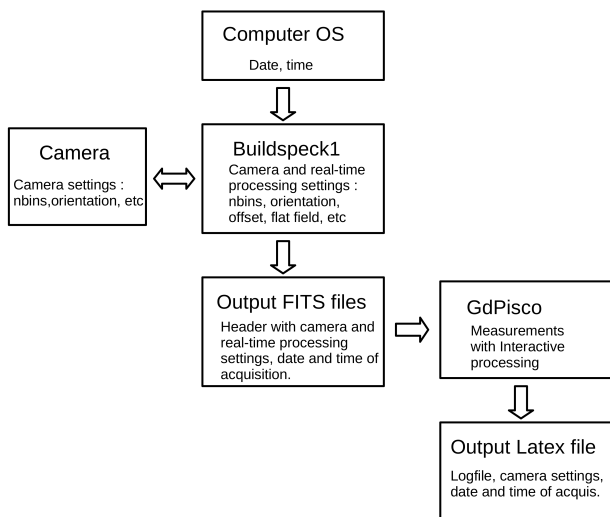 Computer OS
Date, time
Camera
Camera settings :
nbins,orientation, etc
Buildspeck1
Camera and real-time
processing settings :
nbins, orientation,
offset, flat field, etc
Output FITS files
Header with camera and
real-time processing
settings, date and time of
acquisition.
GdPisco
Measurements
with Interactive
processing
Output Latex file
Logfile, camera settings,
date and time of acquis.